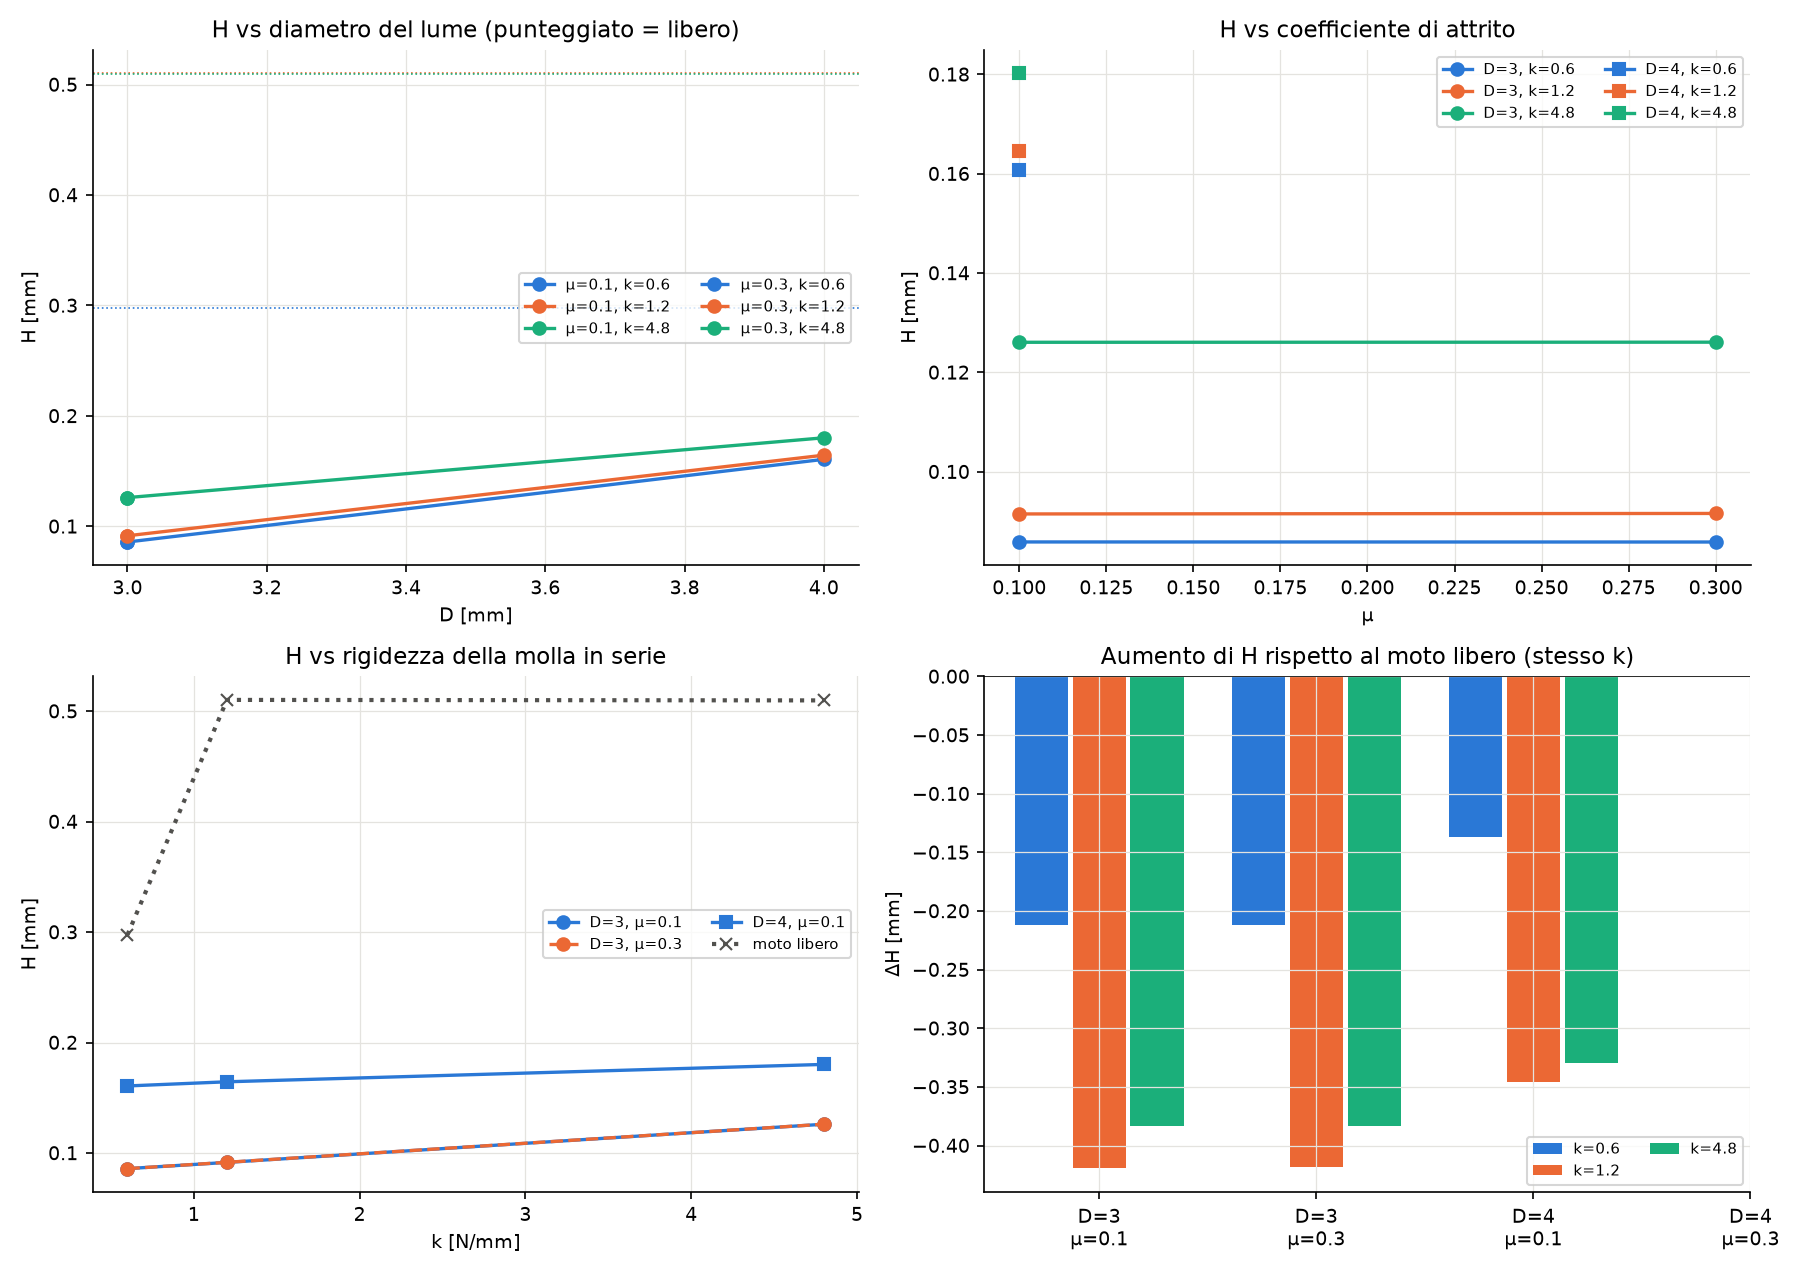 H vs diametro del lume (punteggiato = libero)
H [mm]
0.5
0.4
0.3
0.2
0.1
μ=0.1, k=0.6 μ=0.3, k=0.6
μ=0.1, k=1.2 μ=0.3, k=1.2
μ=0.1, k=4.8 μ=0.3, k=4.8
3.0 3.2 3.4 3.6 3.8 4.0
D [mm]
H vs coefficiente di attrito
H [mm]
0.18
0.16
0.14
0.12
0.10
D=3, k=0.6 D=4, k=0.6
D=3, k=1.2 D=4, k=1.2
D=3, k=4.8 D=4, k=4.8
0.100 0.125 0.150 0.175 0.200 0.225 0.250 0.275 0.300
μ
H vs rigidezza della molla in serie
H [mm]
0.5
0.4
0.3
0.2
0.1
D=3, μ=0.1 D=4, μ=0.1
D=3, μ=0.3 moto libero
1 2 3 4 5
k [N/mm]
Aumento di H rispetto al moto libero (stesso k)
ΔH [mm]
0.00
−0.05
−0.10
−0.15
−0.20
−0.25
−0.30
−0.35
−0.40
k=0.6 k=4.8
k=1.2
D=3 D=3 D=4 D=4
μ=0.1 μ=0.3 μ=0.1 μ=0.3